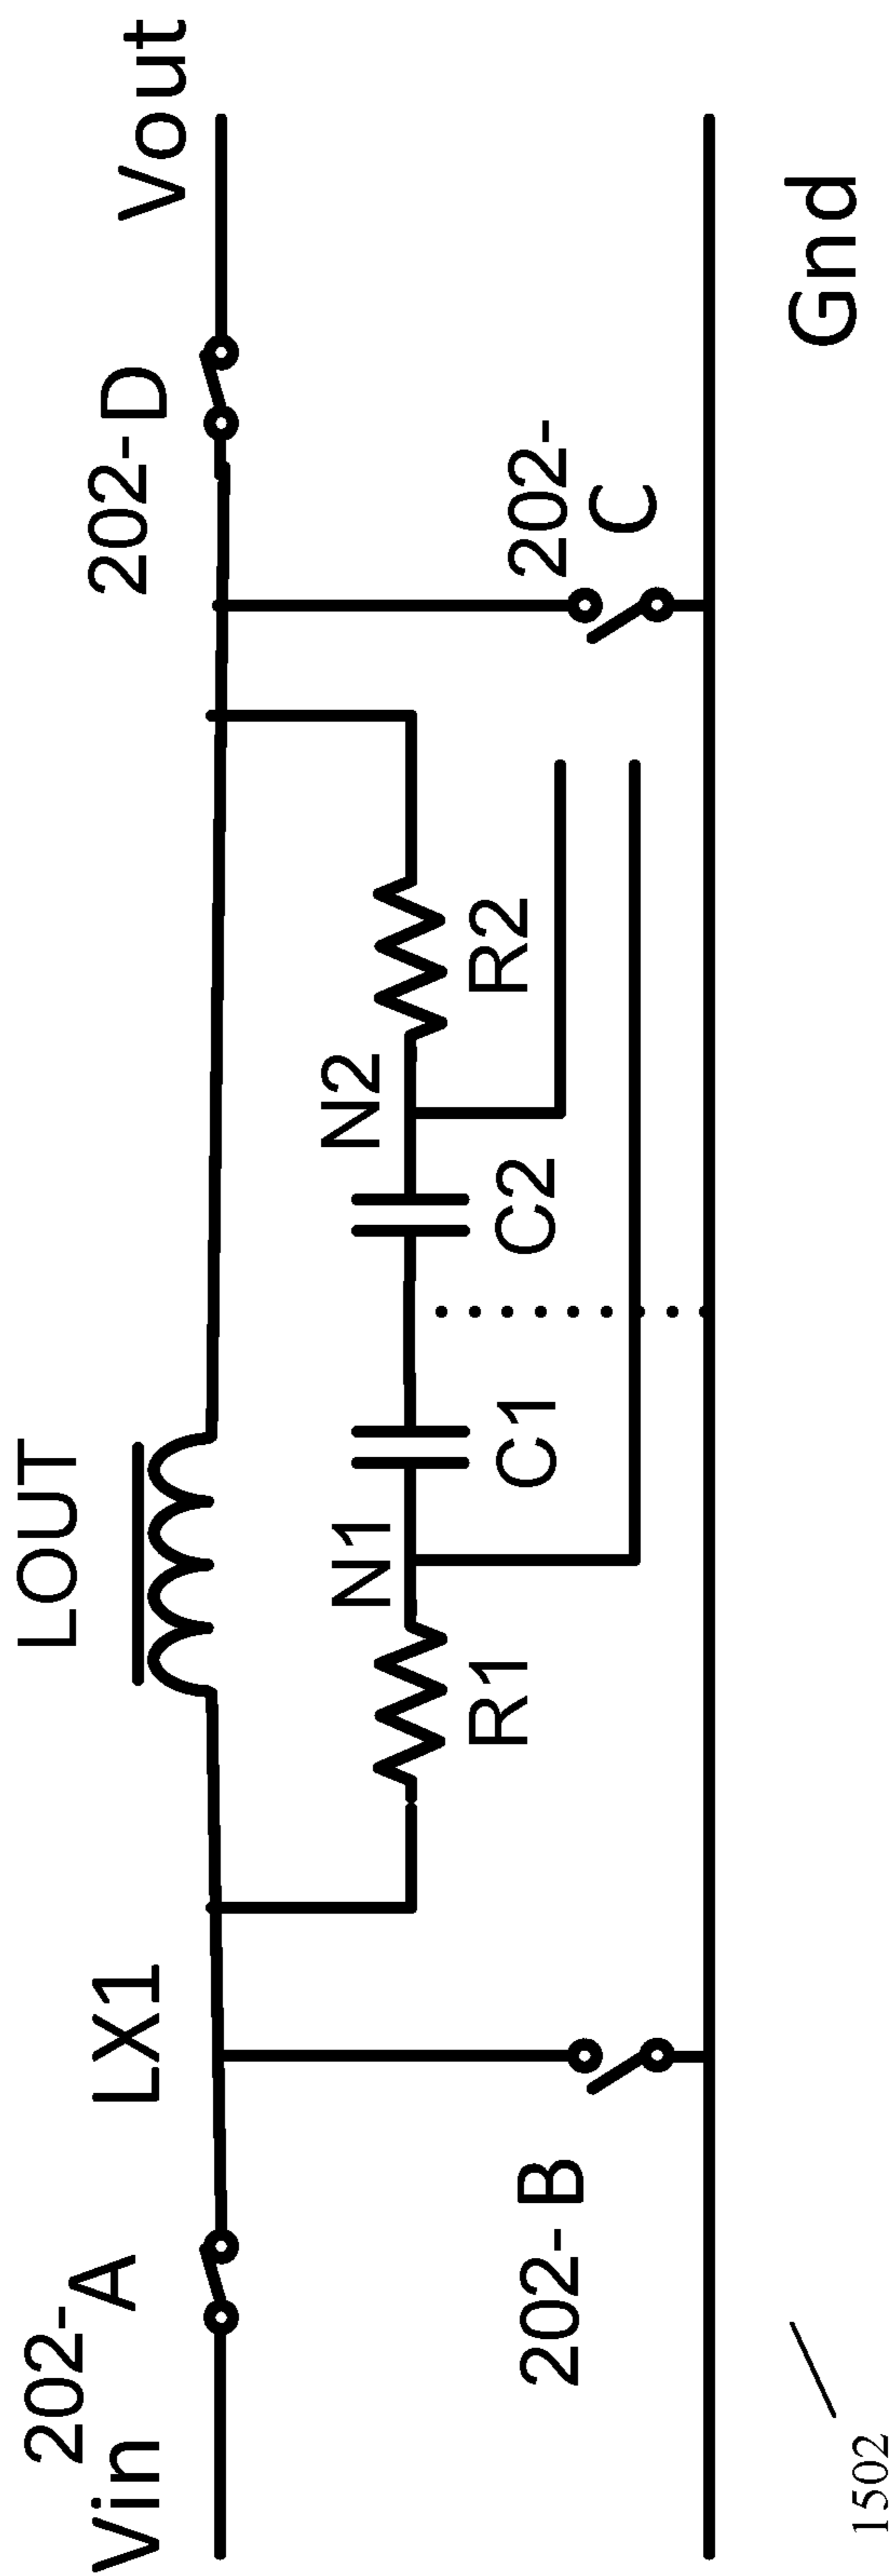 LOUT
202-
A
Vin
LX1
202-
D
Vout
N1
N2
R1
C1
C2
R2
202-
B
202-
C
Gnd
1502